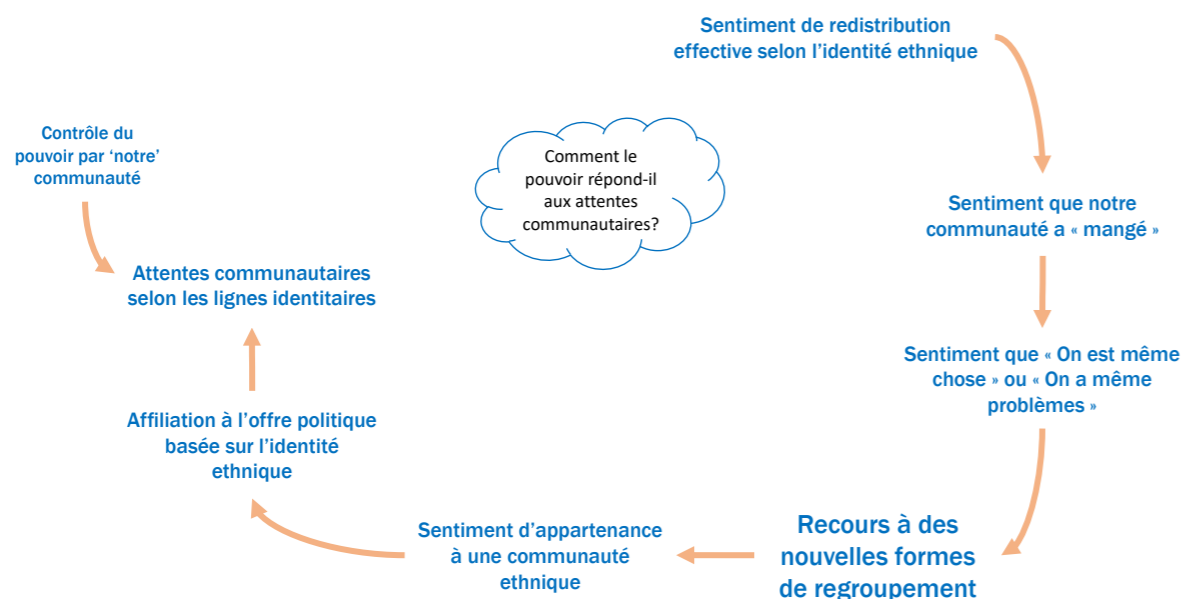 Sentiment de redistribution
effective selon l’identité ethnique
Contrôle du
pouvoir par ‘notre’
communauté
Comment le
pouvoir répond-il
aux attentes
communautaires?
Sentiment que notre
communauté a « mangé »
Attentes communautaires
selon les lignes identitaires
Sentiment que « On est même
chose » ou « On a même
problèmes »
Affiliation à l’offre politique
basée sur l’identité
ethnique
Sentiment d’appartenance
à une communauté
ethnique
Recours à des
nouvelles formes
de regroupement